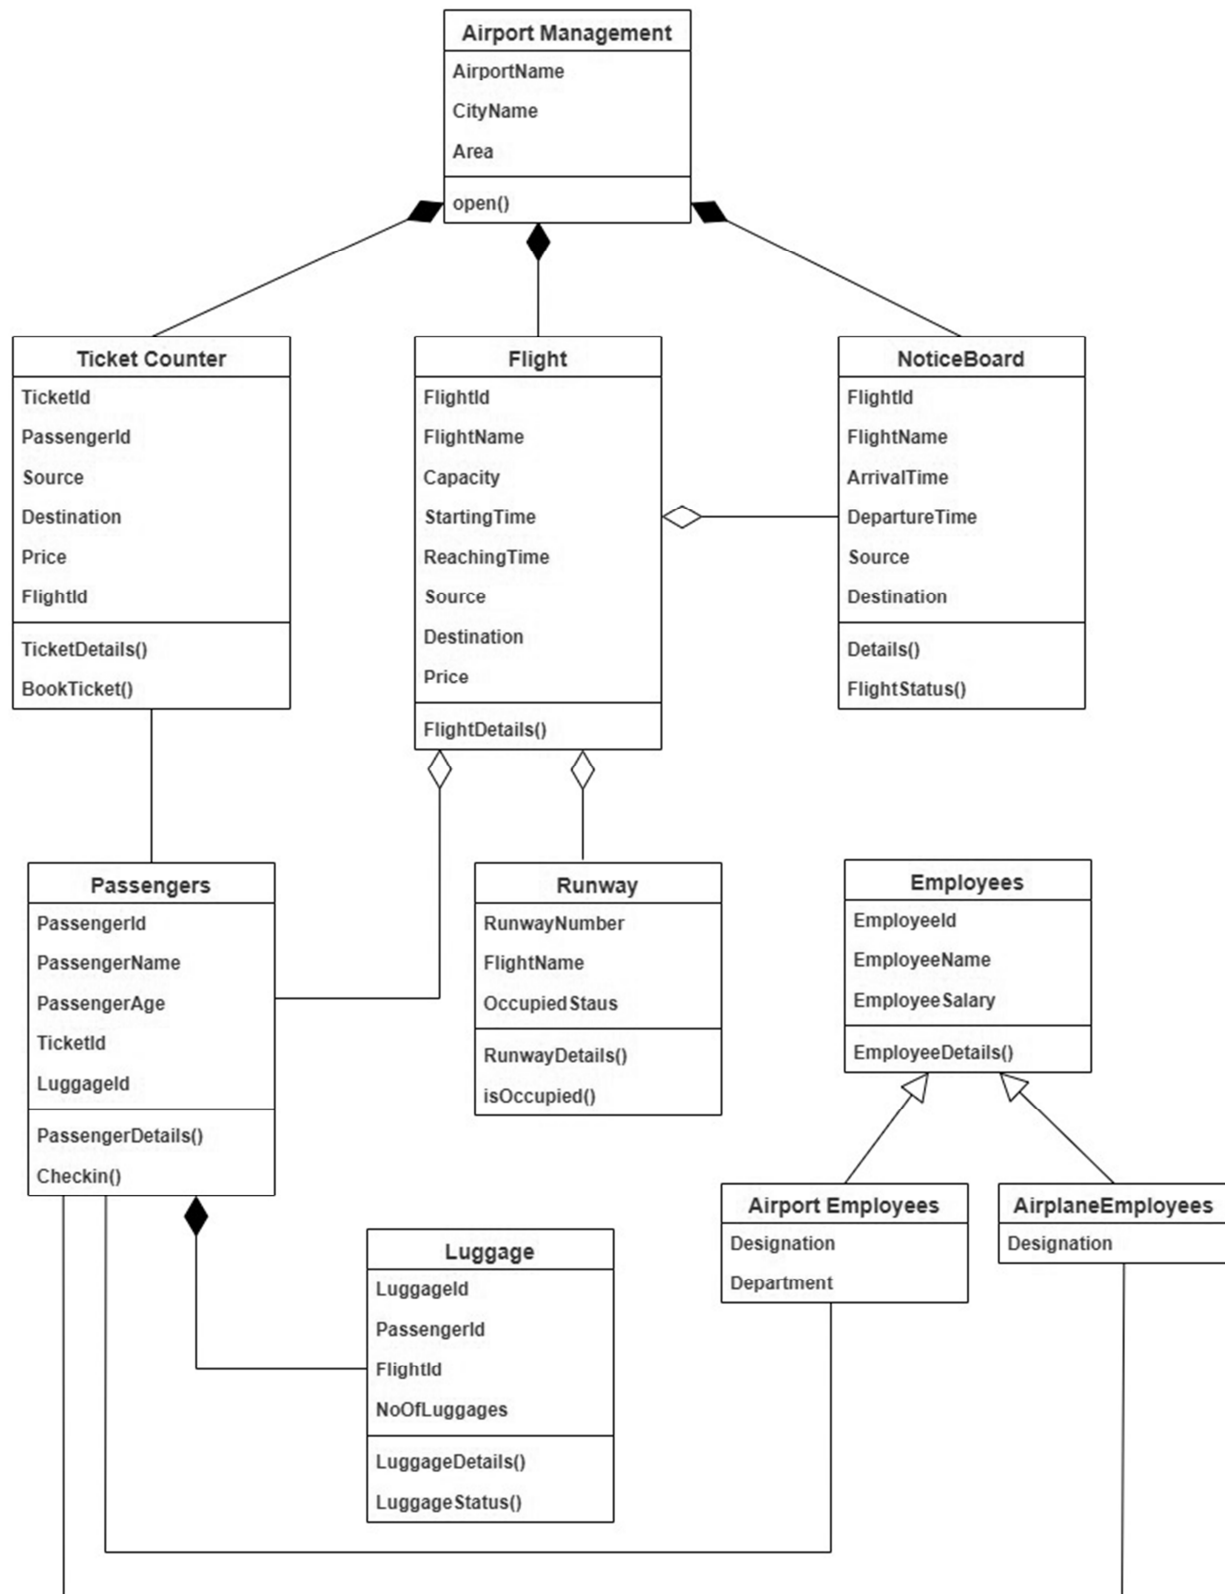 Airport Management
AirportName
CityName
Area
open()
Ticket Counter
TicketId
PassengerId
Source
Destination
Price
FlightId
TicketDetails()
BookTicket()
Flight
FlightId
FlightName
Capacity
StartingTime
ReachingTime
Source
Destination
Price
FlightDetails()
NoticeBoard
FlightId
FlightName
ArrivalTime
DepartureTime
Source
Destination
Details()
FlightStatus()
Passengers
PassengerId
PassengerName
PassengerAge
TicketId
LuggageId
PassengerDetails()
Checkin()
Runway
RunwayNumber
FlightName
OccupiedStaus
RunwayDetails()
isOccupied()
Employees
EmployeeId
EmployeeName
EmployeeSalary
EmployeeDetails()
Airport Employees
Designation
Department
AirplaneEmployees
Designation
Luggage
LuggageId
PassengerId
FlightId
NoOfLuggages
LuggageDetails()
LuggageStatus()